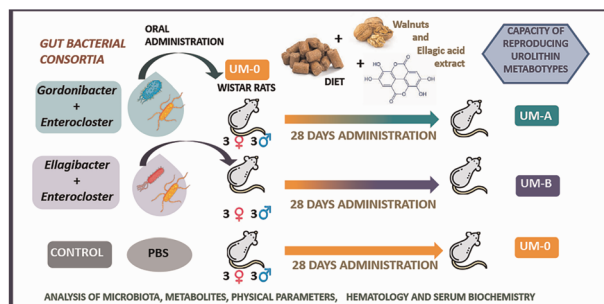 GUT BACTERIAL
CONSORTIA
ORAL
ADMINISTRATION
UM-0
WISTAR RATS
DIET
Walnuts
and
Ellagic acid
extract
CAPACITY OF
REPRODUCING
UROLITHIN
METABOTYPES
Gordonibacter
+
Enterocloster
3 ♀ 3♂
28 DAYS ADMINISTRATION
UM-A
Ellagibacter
+
Enterocloster
3 ♀ 3♂
28 DAYS ADMINISTRATION
UM-B
CONTROL
PBS
3 ♀ 3♂
28 DAYS ADMINISTRATION
UM-0
ANALYSIS OF MICROBIOTA, METABOLITES, PHYSICAL PARAMETERS, HEMATOLOGY AND SERUM BIOCHEMISTRY